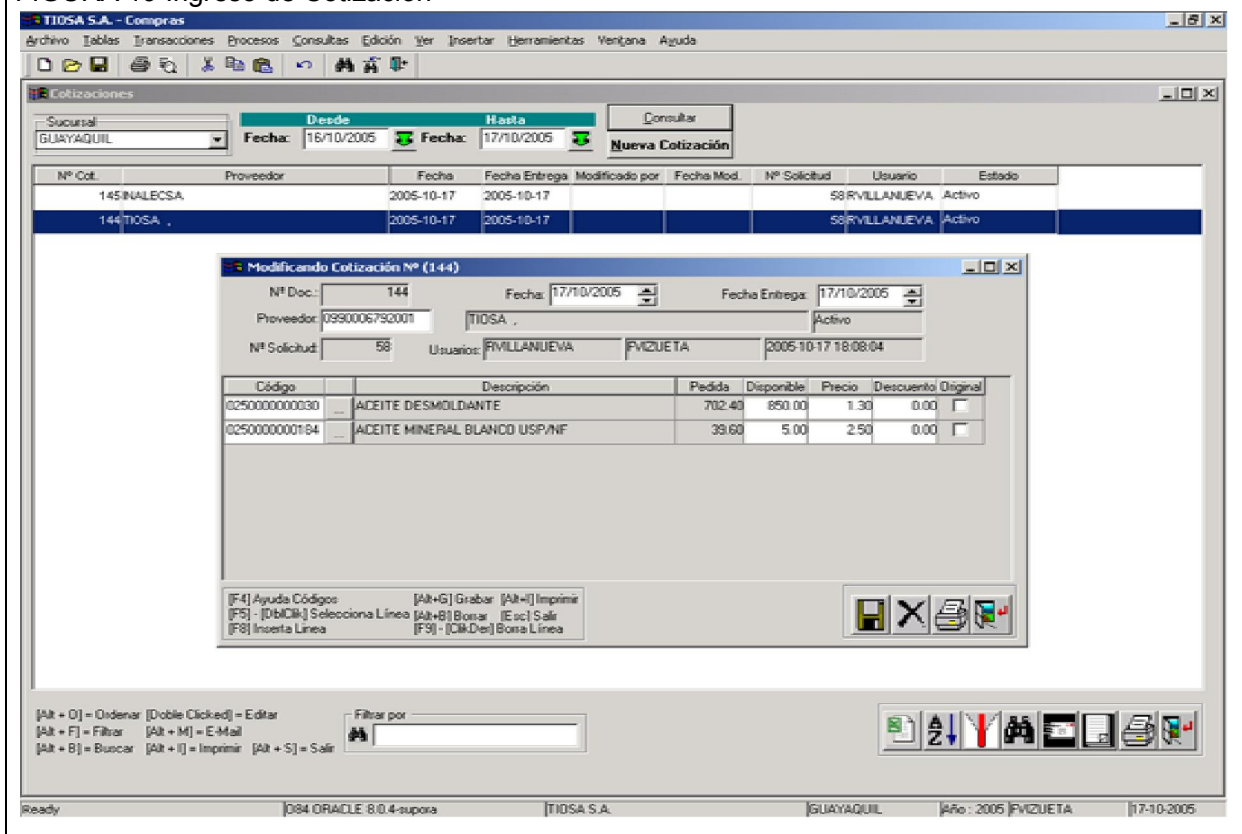 TIOSA S.A. - Compras
Archivo Tablas Transacciones Procesos Consultas Edición Ver Insertar Herramientas Ventana Ayuda
Cotizaciones
Sucursal
GUAYAQUIL
Desde
Hasta
Fecha: 16/10/2005 Fecha: 17/10/2005
Consultar
Nueva Cotización
Nº Cot. Proveedor Fecha Fecha Entrega Modificado por Fecha Mod. Nº Solicitud Usuario Estado
145 INALECSA 2005-10-17 2005-10-17 58 RVILLANUEVA Activo
144 TIOSA . 2005-10-17 2005-10-17 58 RVILLANUEVA Activo
Modificando Cotización Nº (144)
Nº Doc.: 144 Fecha: 17/10/2005 Fecha Entrega: 17/10/2005
Proveedor: 0990006792001 TIOSA . Activo
Nº Solicitud: 58 Usuarios: RVILLANUEVA FVIZUETA 2005-10-17 18:08:04
Código Descripción Pedida Disponible Precio Descuento Original
0250000000030 ... ACEITE DESMOLDANTE 702.40 850.00 1.30 0.00
0250000000184 ... ACEITE MINERAL BLANCO USP/NF 39.60 5.00 2.50 0.00
[F4] Ayuda Códigos [Alt+G] Grabar [Alt+I] Imprimir
[F5] - [DblClik] Selecciona Línea [Alt+B] Borrar [Esc] Salir
[F8] Inserta Linea [F9] - [ClikDer] Borra Línea
[Alt + O] = Ordenar [Doble Clicked] = Editar
[Alt + F] = Filtrar [Alt + M] = E-Mail
[Alt + B] = Buscar [Alt + I] = Imprimir [Alt + S] = Salir
Filtrar por
Ready O84 ORACLE 8.0.4-supora TIOSA S.A. GUAYAQUIL Año : 2005 FVIZUETA 17-10-2005